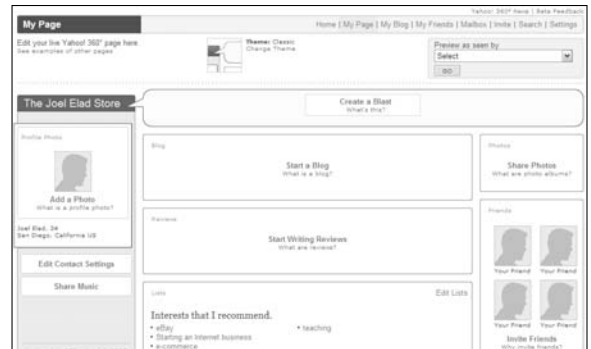 Yahoo! 360° News | Beta Feedback
My Page
Home | My Page | My Blog | My Friends | Mailbox | Invite | Search | Settings
Edit your live Yahoo! 360° page here
See examples of other pages
Theme: Classic
Change Theme
Preview as seen by
Select
GO
The Joel Elad Store
Create a Blast
What's this?
Profile Photo
Add a Photo
What is a profile photo?
Joel Elad, 34
San Diego, California US
Edit Contact Settings
Share Music
Blog
Start a Blog
What is a blog?
Reviews
Start Writing Reviews
What are reviews?
Lists
Edit Lists
Interests that I recommend.
• eBay
• Starting an Internet business
• e-commerce
• teaching
Photos
Share Photos
What are photo albums?
Friends
Your Friend Your Friend
Your Friend Your Friend
Invite Friends
Why invite friends?